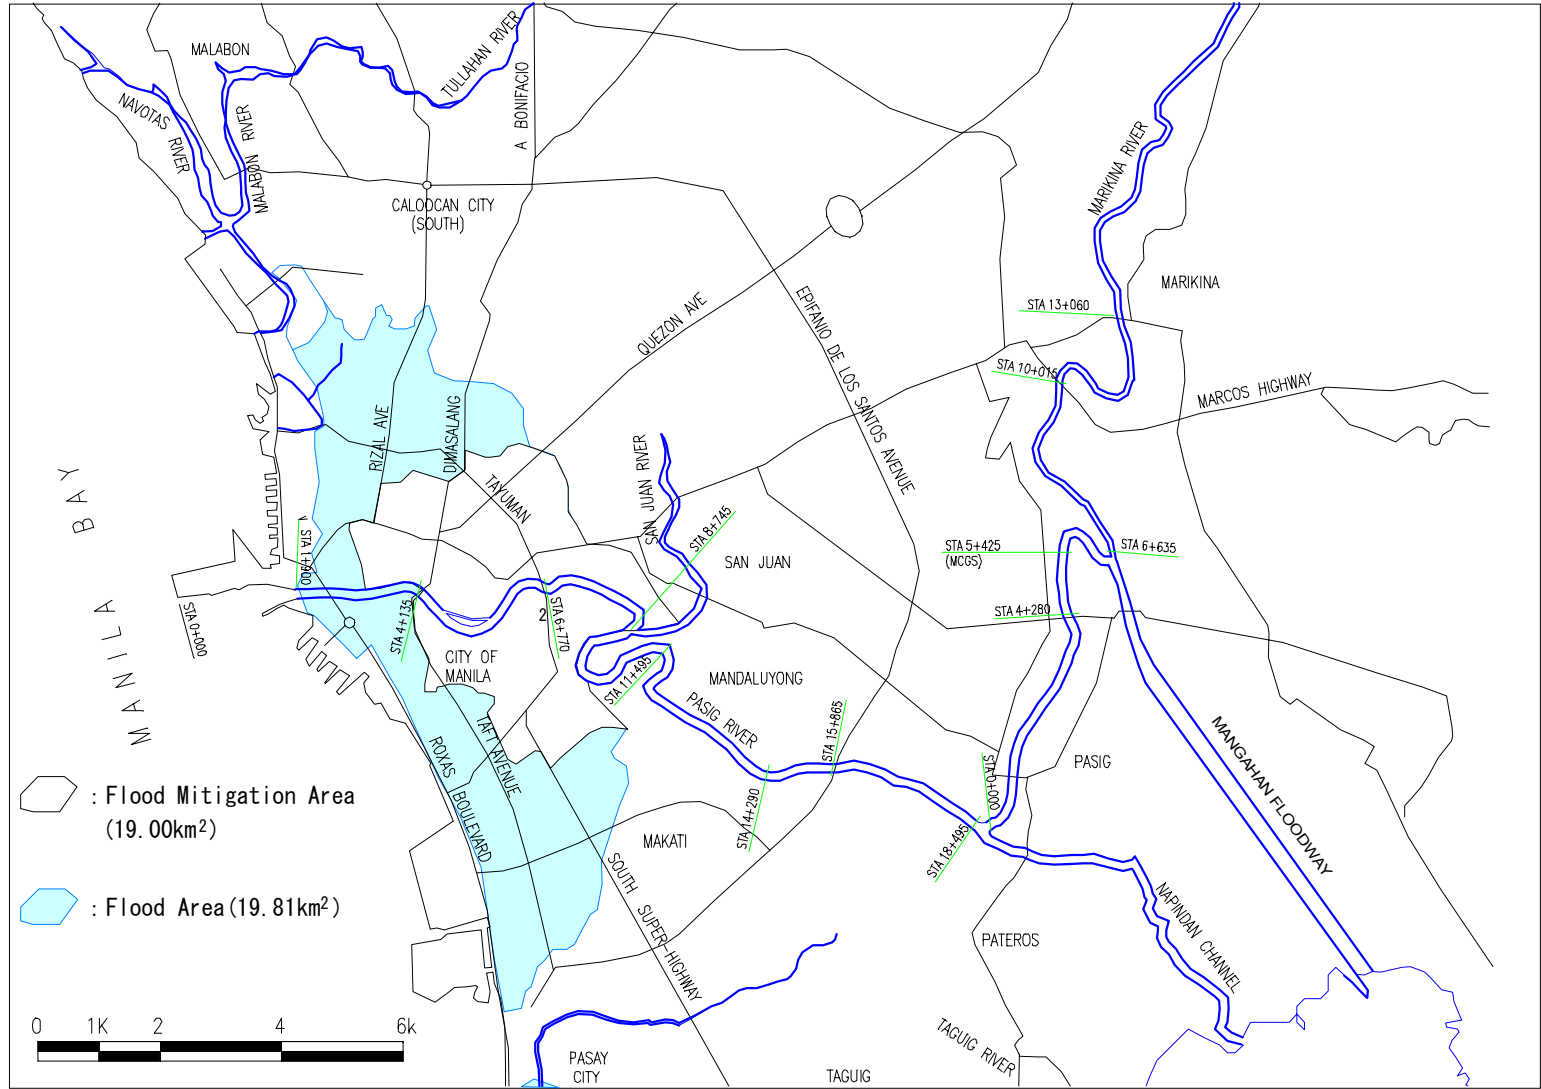 MALABON
TULLAHAN RIVER
A BONIFACIO
NAVOTAS RIVER
MALABON RIVER
MARIKINA RIVER
CALOOCAN CITY
(SOUTH)
MARIKINA
STA 13+060
EPIFANIO DE LOS SANTOS AVENUE
QUEZON AVE
STA 10+015
MARCOS HIGHWAY
RIZAL AVE
DIMASALANG
TAYUMAN
SAN JUAN RIVER
STA 8+745
MANILA BAY
STA 1+900
SAN JUAN
STA 5+425
(MCGS)
STA 6+635
STA 0+000
STA 4+135
2
STA 6+770
STA 4+280
CITY OF
MANILA
STA 11+495
MANDALUYONG
PASIG RIVER
STA 15+865
ROXAS BOULEVARD
TAFT AVENUE
STA 0+000
PASIG
MANGAHAN FLOODWAY
: Flood Mitigation Area
(19.00km²)
STA 14+290
MAKATI
STA 18+495
SOUTH SUPER-HIGHWAY
: Flood Area(19.81km²)
NAPINDAN CHANNEL
PATEROS
0 1K 2 4 6k
TAGUIG RIVER
PASAY
CITY
TAGUIG